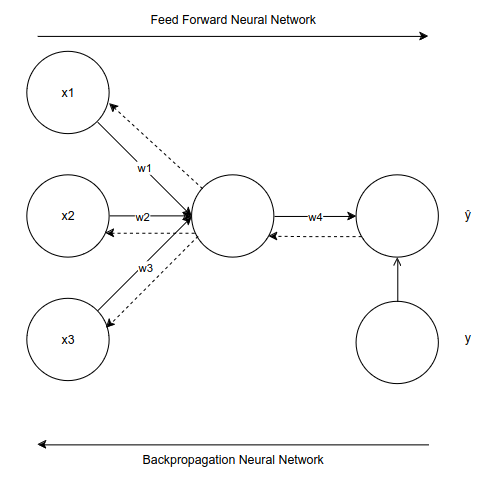 Feed Forward Neural Network
x1
w1
x2
w2
w4
ŷ
w3
x3
y
Backpropagation Neural Network